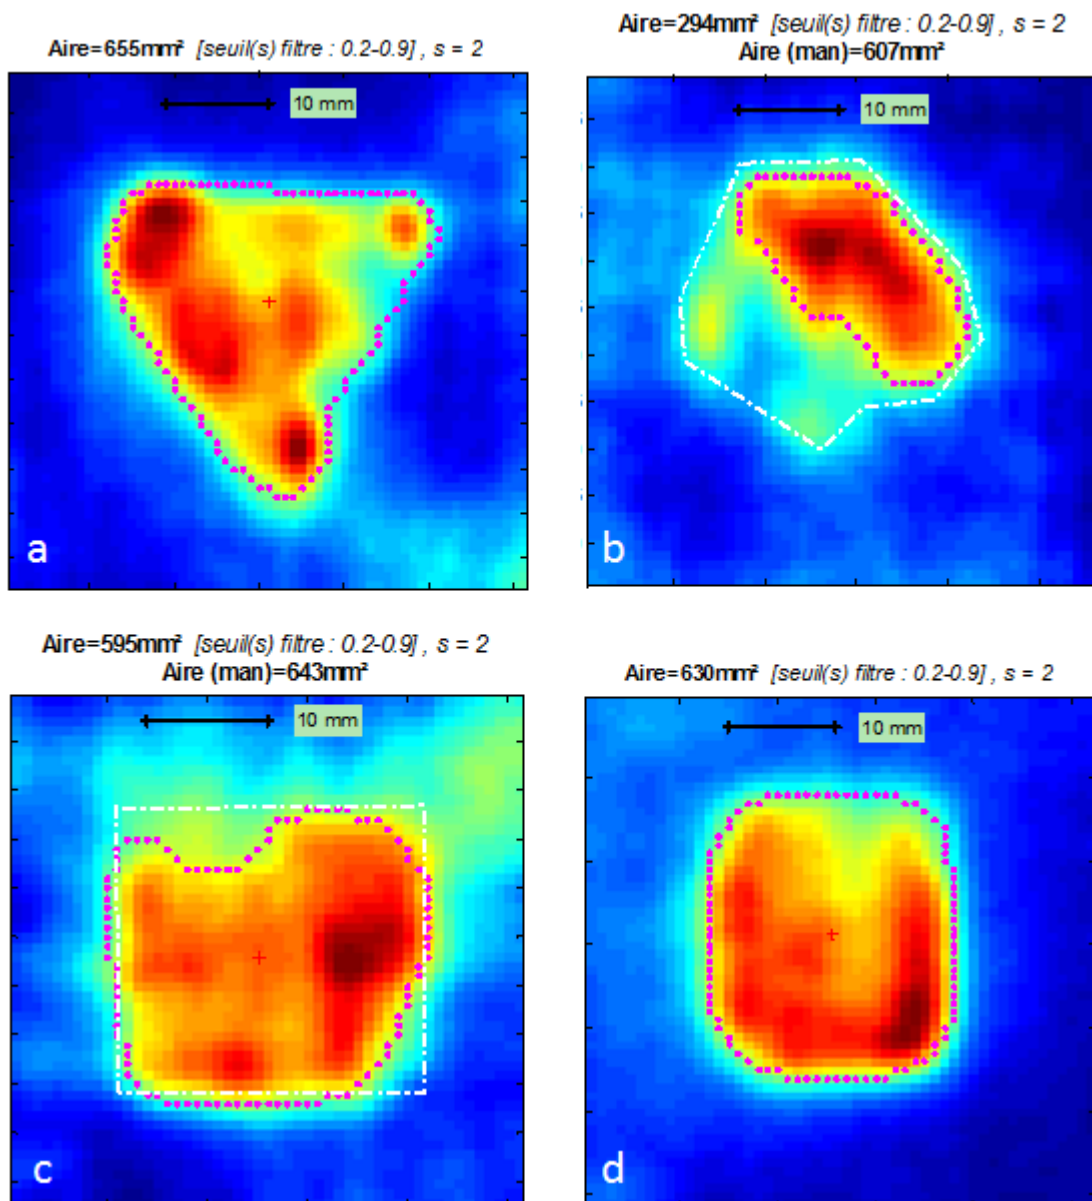 Aire=655mm² [seuil(s) filtre : 0.2-0.9] , s = 2
10 mm
a
Aire=294mm² [seuil(s) filtre : 0.2-0.9] , s = 2
Aire (man)=607mm²
10 mm
b
Aire=595mm² [seuil(s) filtre : 0.2-0.9] , s = 2
Aire (man)=643mm²
10 mm
c
Aire=630mm² [seuil(s) filtre : 0.2-0.9] , s = 2
10 mm
d